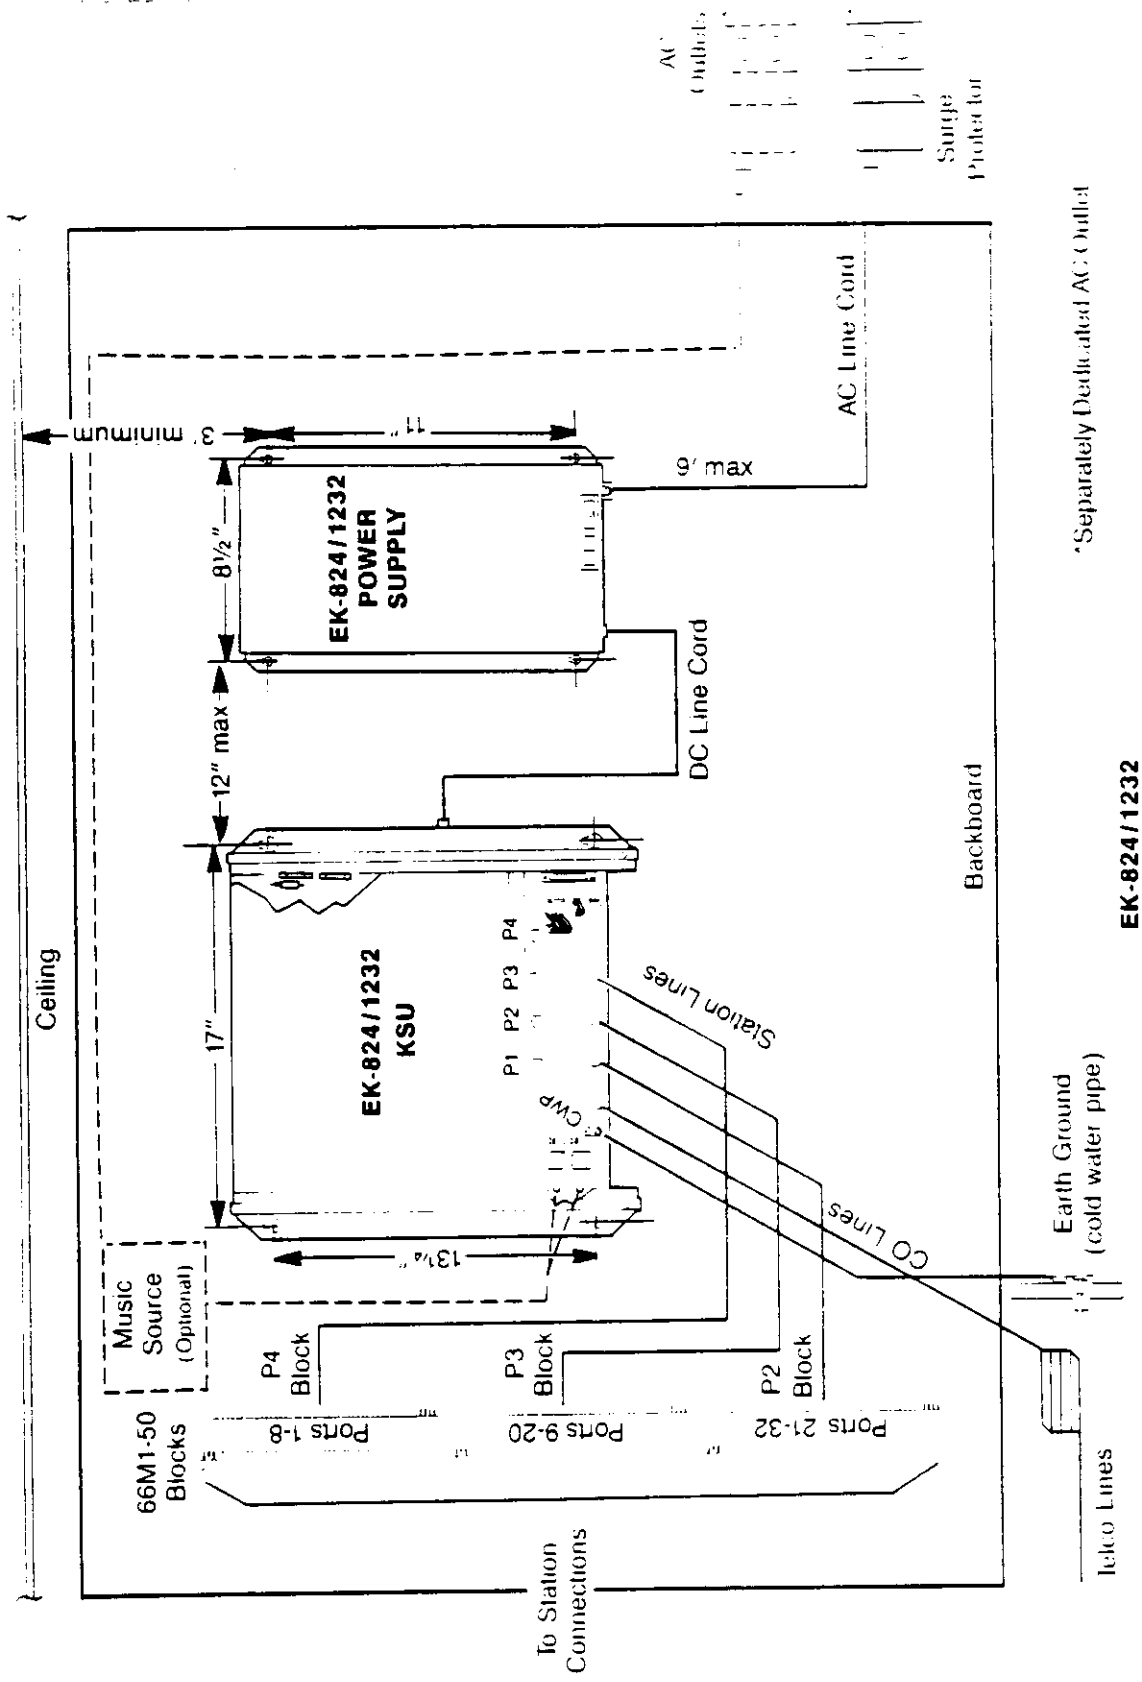 Ceiling
66M1-50
Blocks
Music
Source
(Optional)
17"
12" max
8½"
3' minimum
11"
13¼"
EK-824/1232
KSU
EK-824/1232
POWER
SUPPLY
P4
Block
P3
Block
P2
Block
Ports 1-8
Ports 9-20
Ports 21-32
To Station
Connections
CWP
P1
P2
P3
P4
Station Lines
CO Lines
DC Line Cord
9' max
AC Line Cord
AC
Outlets
Surge
Protector
Backboard
Telco Lines
Earth Ground
(cold water pipe)
*Separately Dedicated AC Outlet
EK-824/1232